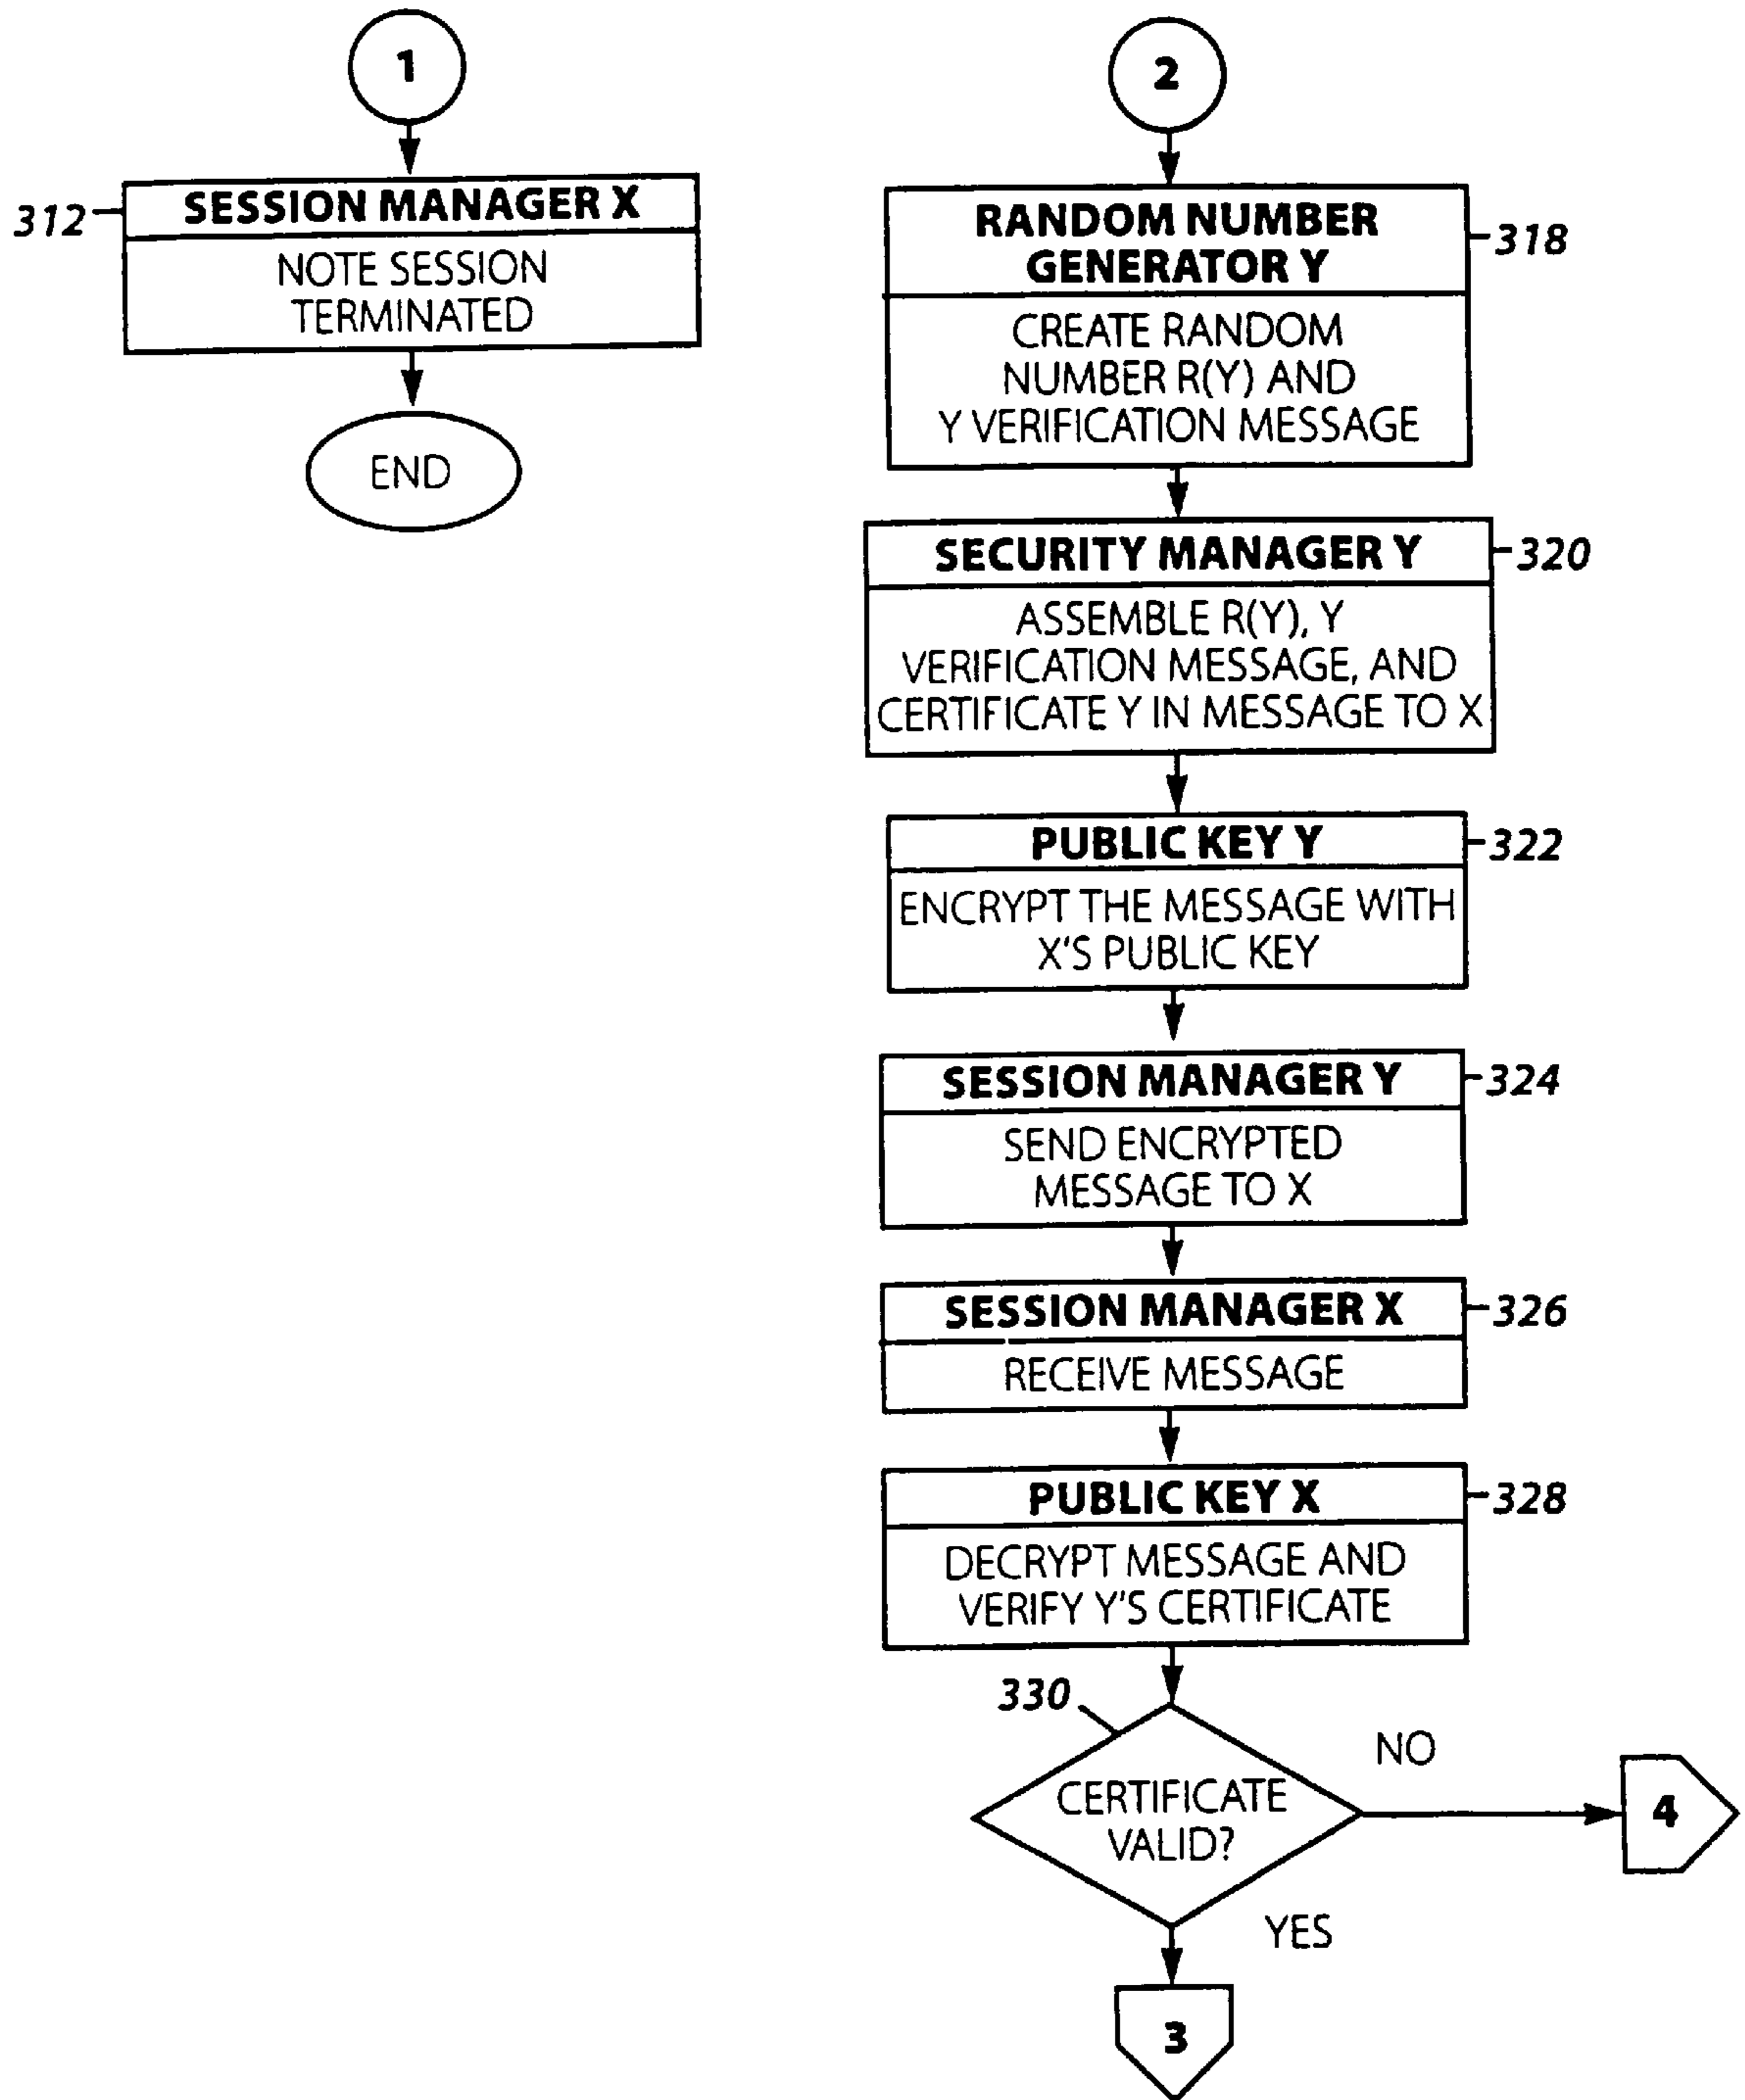 1
312
SESSION MANAGER X
NOTE SESSION
TERMINATED
END
2
RANDOM NUMBER
GENERATOR Y
318
CREATE RANDOM
NUMBER R(Y) AND
Y VERIFICATION MESSAGE
SECURITY MANAGER Y
320
ASSEMBLE R(Y), Y
VERIFICATION MESSAGE, AND
CERTIFICATE Y IN MESSAGE TO X
PUBLIC KEY Y
322
ENCRYPT THE MESSAGE WITH
X'S PUBLIC KEY
SESSION MANAGER Y
324
SEND ENCRYPTED
MESSAGE TO X
SESSION MANAGER X
326
RECEIVE MESSAGE
PUBLIC KEY X
328
DECRYPT MESSAGE AND
VERIFY Y'S CERTIFICATE
330
CERTIFICATE
VALID?
NO
4
YES
3